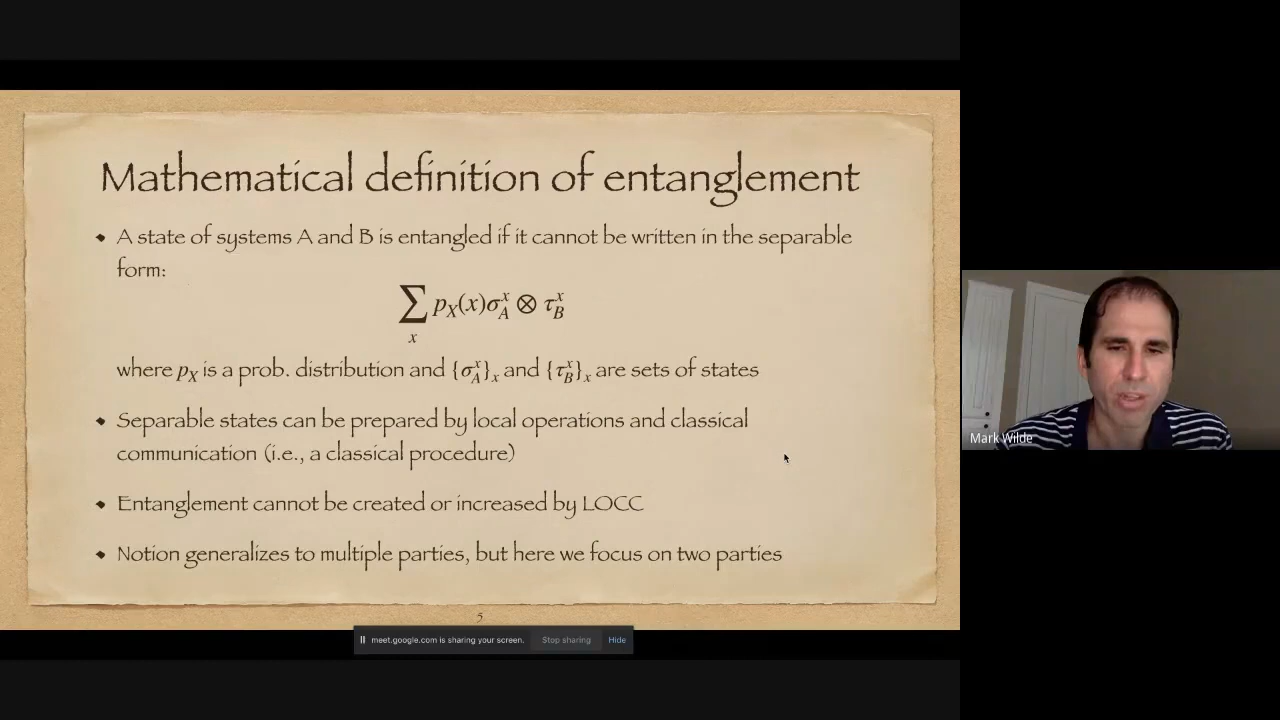 Mathematical definition of entanglement
A state of systems A and B is entangled if it cannot be written in the separable
form:
∑ₓ p_X(x)σ_A^x ⊗ τ_B^x
where p_X is a prob. distribution and {σ_A^x}_x and {τ_B^x}_x are sets of states
Separable states can be prepared by local operations and classical
communication (i.e., a classical procedure)
Entanglement cannot be created or increased by LOCC
Notion generalizes to multiple parties, but here we focus on two parties
5
meet.google.com is sharing your screen. Stop sharing Hide
Mark Wilde